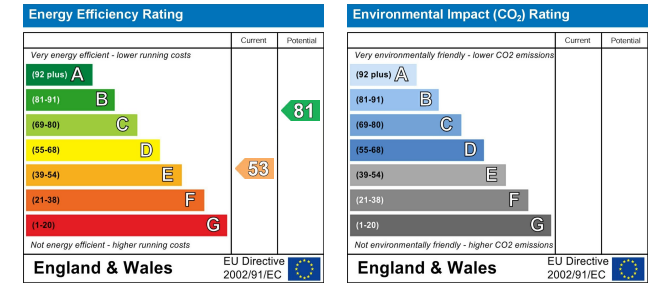 Energy Efficiency Rating
Current Potential
Very energy efficient - lower running costs
(92 plus) A
(81-91) B
(69-80) C
(55-68) D
(39-54) E
(21-38) F
(1-20) G
81
53
Not energy efficient - higher running costs
England & Wales
EU Directive
2002/91/EC
Environmental Impact (CO₂) Rating
Current Potential
Very environmentally friendly - lower CO2 emissions
(92 plus) A
(81-91) B
(69-80) C
(55-68) D
(39-54) E
(21-38) F
(1-20) G
Not environmentally friendly - higher CO2 emissions
England & Wales
EU Directive
2002/91/EC